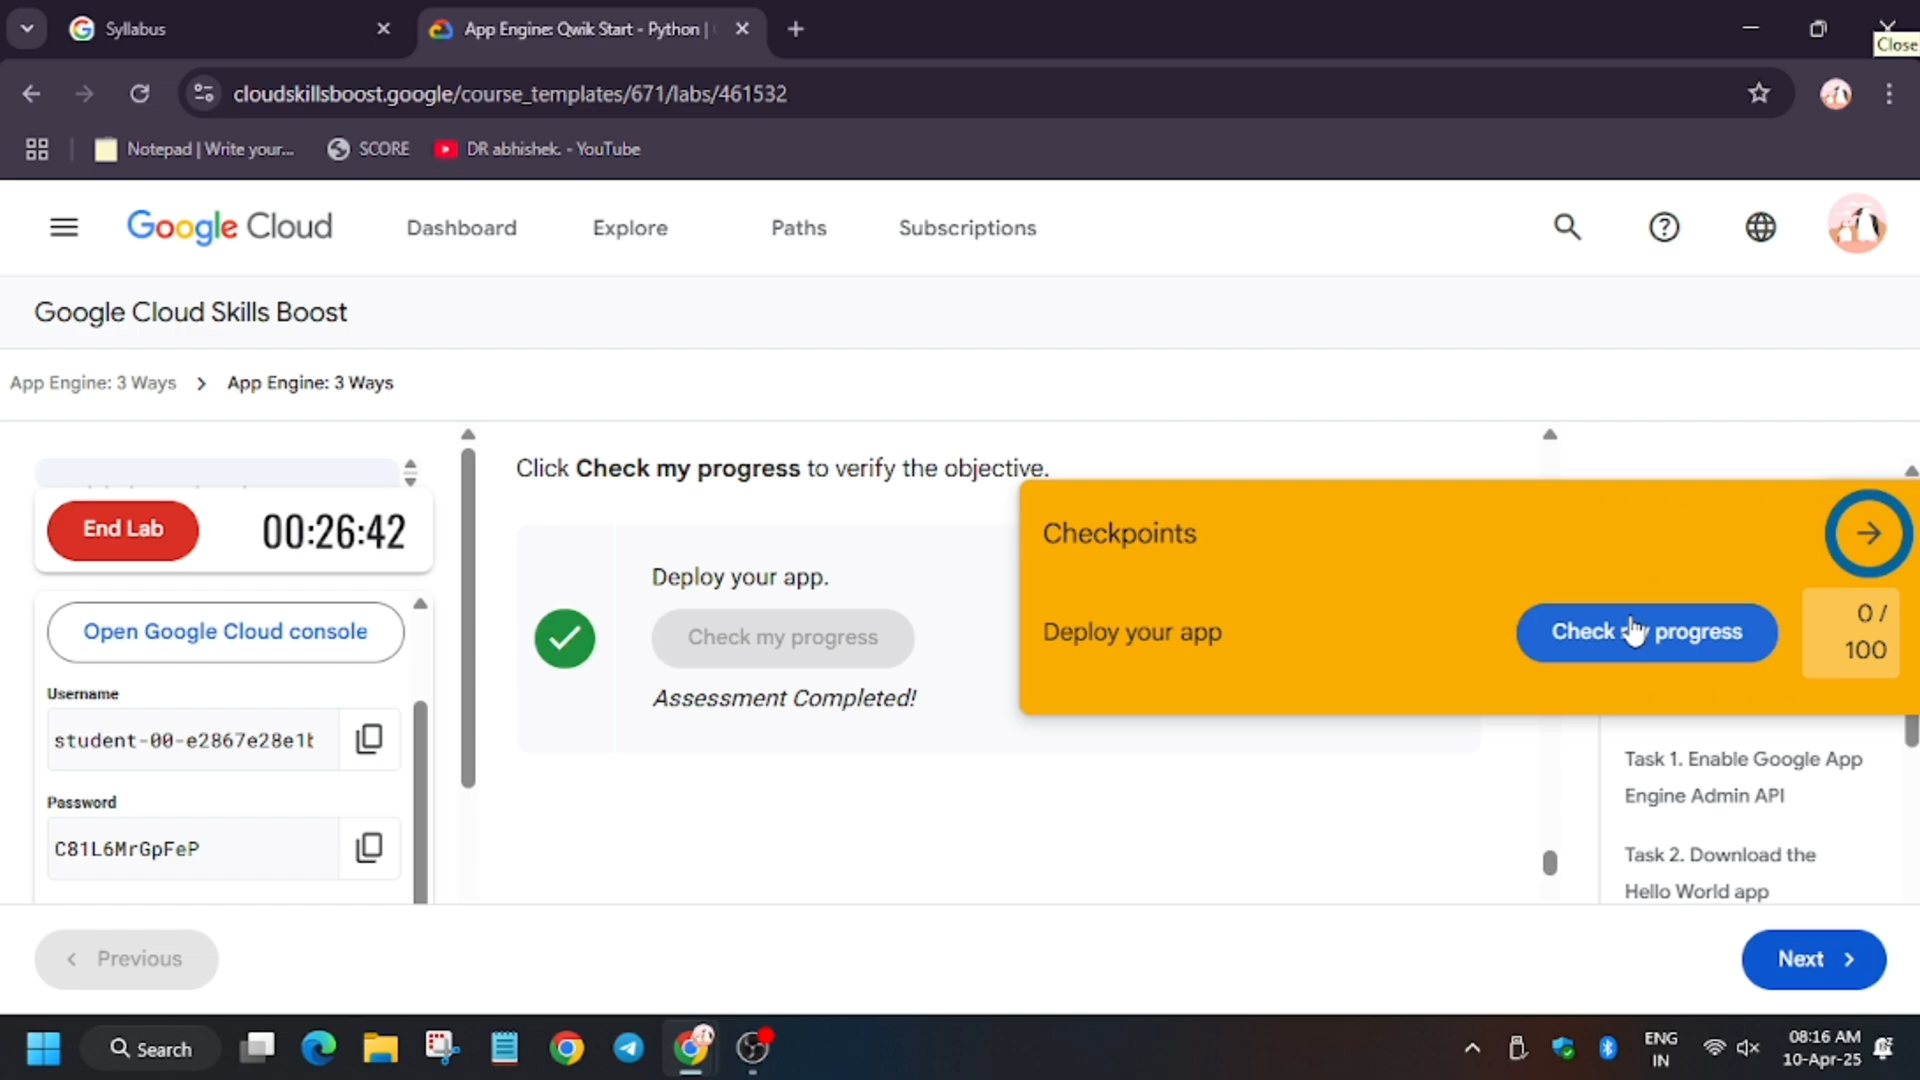 Syllabus
App Engine: Qwik Start - Python |
Close
cloudskillsboost.google/course_templates/671/labs/461532
Notepad | Write your...
SCORE
DR abhishek. - YouTube
Google Cloud
Dashboard
Explore
Paths
Subscriptions
Google Cloud Skills Boost
App Engine: 3 Ways > App Engine: 3 Ways
End Lab
00:26:42
Open Google Cloud console
Username
student-00-e2867e28e1b
Password
C81L6MrGpFeP
Click Check my progress to verify the objective.
Deploy your app.
Check my progress
Assessment Completed!
Checkpoints
Deploy your app
Check my progress
0 /
100
Task 1. Enable Google App
Engine Admin API
Task 2. Download the
Hello World app
Previous
Next
Search
ENG
IN
08:16 AM
10-Apr-25